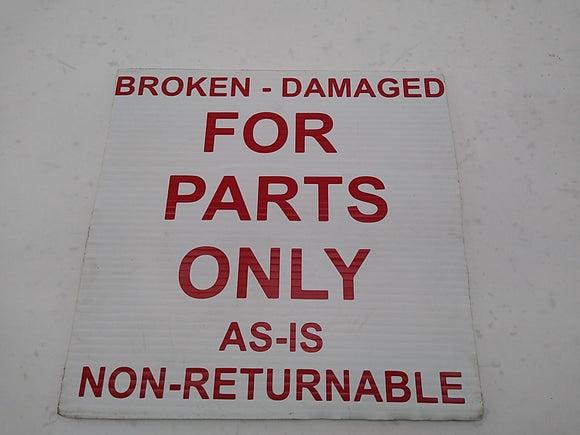 BROKEN - DAMAGED
FOR
PARTS
ONLY
AS-IS
NON-RETURNABLE